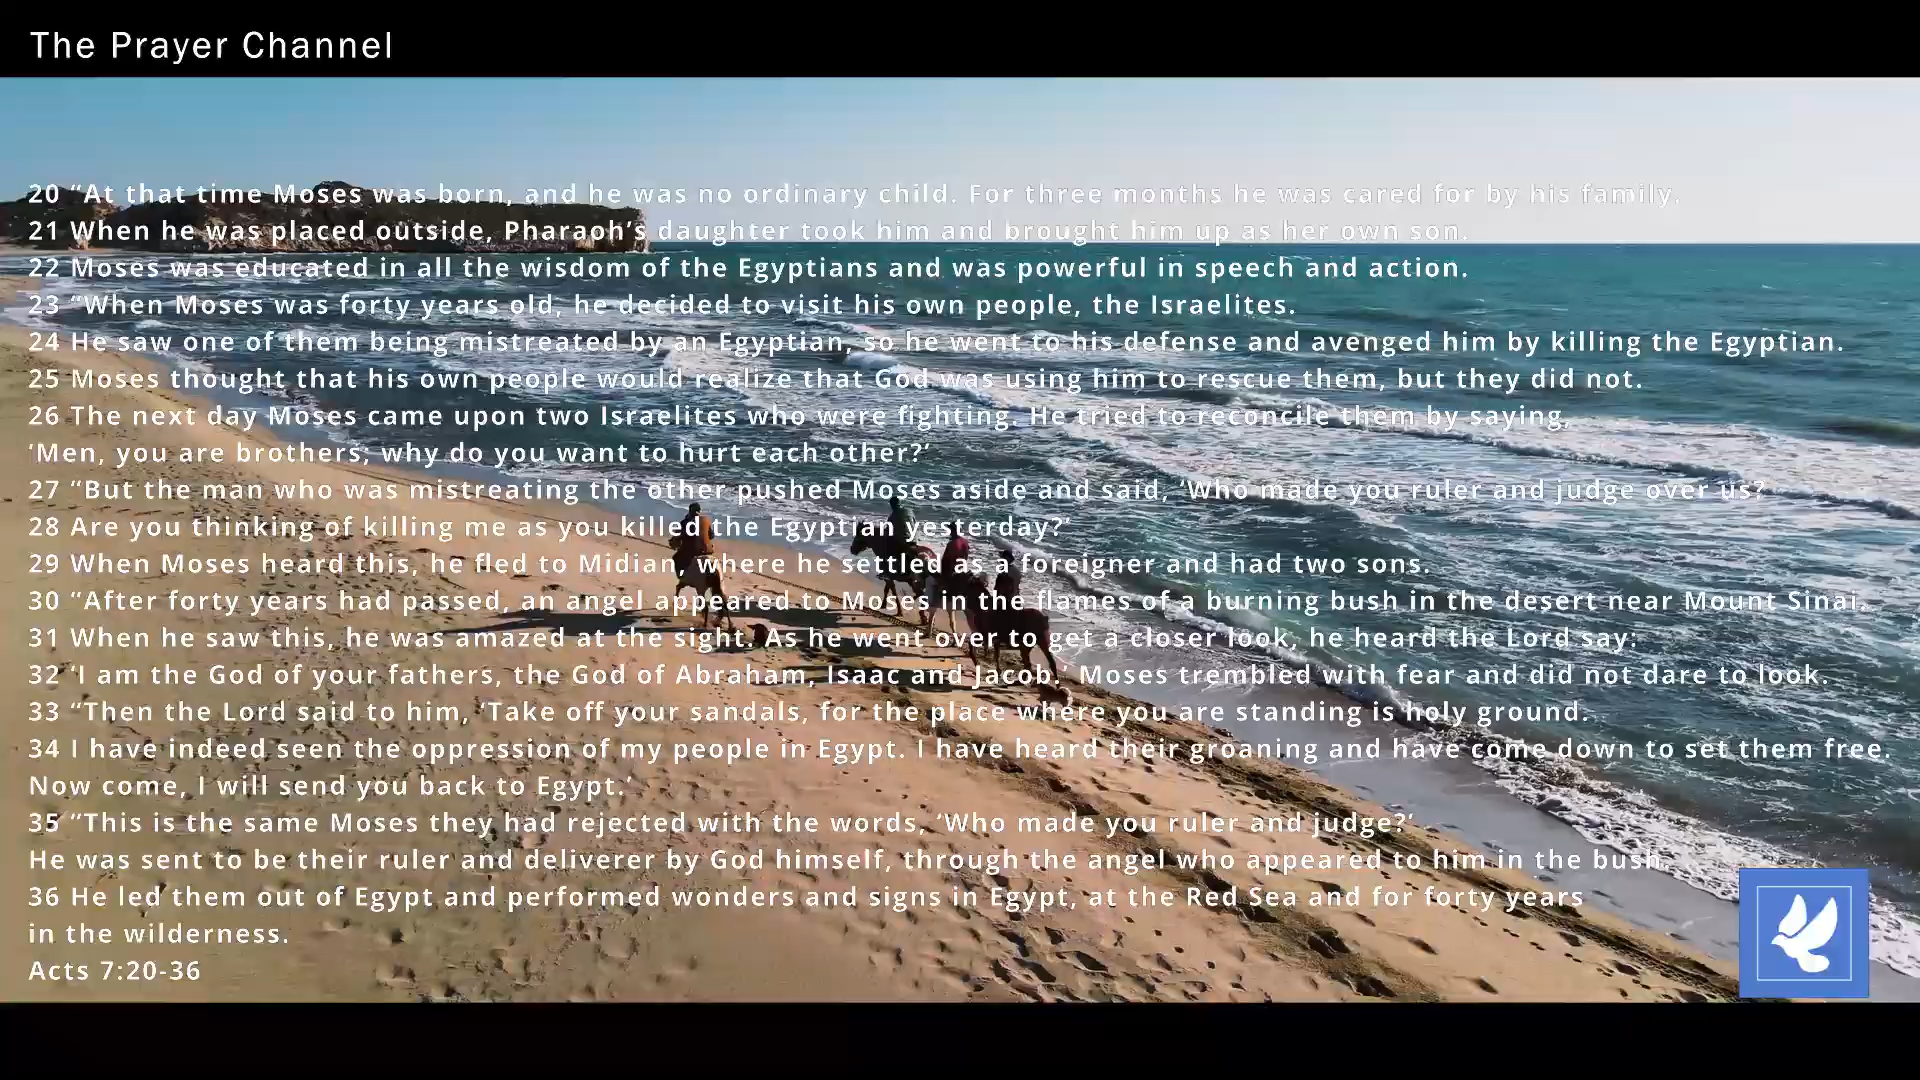 The Prayer Channel
20 “At that time Moses was born, and he was no ordinary child. For three months he was cared for by his family.
21 When he was placed outside, Pharaoh’s daughter took him and brought him up as her own son.
22 Moses was educated in all the wisdom of the Egyptians and was powerful in speech and action.
23 “When Moses was forty years old, he decided to visit his own people, the Israelites.
24 He saw one of them being mistreated by an Egyptian, so he went to his defense and avenged him by killing the Egyptian.
25 Moses thought that his own people would realize that God was using him to rescue them, but they did not.
26 The next day Moses came upon two Israelites who were fighting. He tried to reconcile them by saying,
‘Men, you are brothers; why do you want to hurt each other?’
27 “But the man who was mistreating the other pushed Moses aside and said, ‘Who made you ruler and judge over us?
28 Are you thinking of killing me as you killed the Egyptian yesterday?’
29 When Moses heard this, he fled to Midian, where he settled as a foreigner and had two sons.
30 “After forty years had passed, an angel appeared to Moses in the flames of a burning bush in the desert near Mount Sinai.
31 When he saw this, he was amazed at the sight. As he went over to get a closer look, he heard the Lord say:
32 ‘I am the God of your fathers, the God of Abraham, Isaac and Jacob.’ Moses trembled with fear and did not dare to look.
33 “Then the Lord said to him, ‘Take off your sandals, for the place where you are standing is holy ground.
34 I have indeed seen the oppression of my people in Egypt. I have heard their groaning and have come down to set them free.
Now come, I will send you back to Egypt.’
35 “This is the same Moses they had rejected with the words, ‘Who made you ruler and judge?’
He was sent to be their ruler and deliverer by God himself, through the angel who appeared to him in the bush.
36 He led them out of Egypt and performed wonders and signs in Egypt, at the Red Sea and for forty years
in the wilderness.
Acts 7:20-36